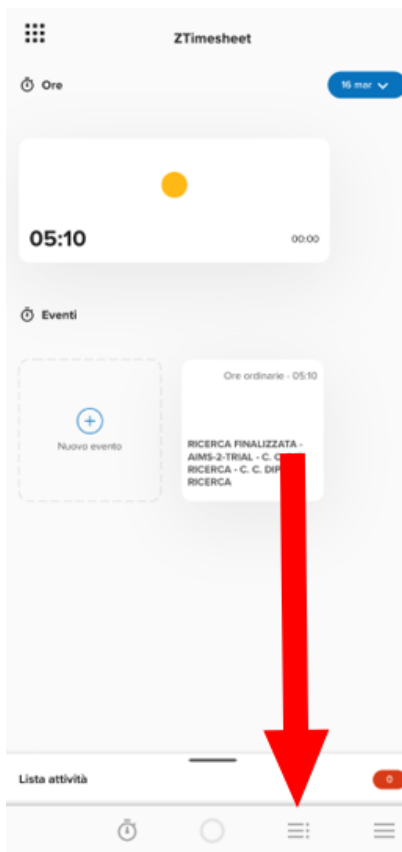 ZTimesheet
Ore
16 mar
05:10
00:00
Eventi
Nuovo evento
Ore ordinarie - 05:10
RICERCA FINALIZZATA -
AIMS-2-TRIAL - C.
RICERCA - C. C. DIP
RICERCA
Lista attività
0